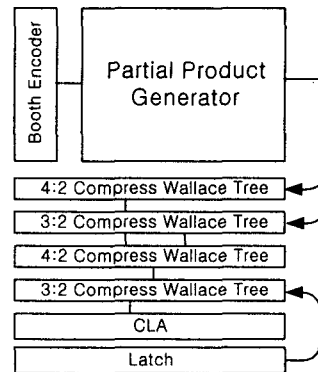 Booth Encoder
Partial Product
Generator
4:2 Compress Wallace Tree
3:2 Compress Wallace Tree
4:2 Compress Wallace Tree
3:2 Compress Wallace Tree
CLA
Latch